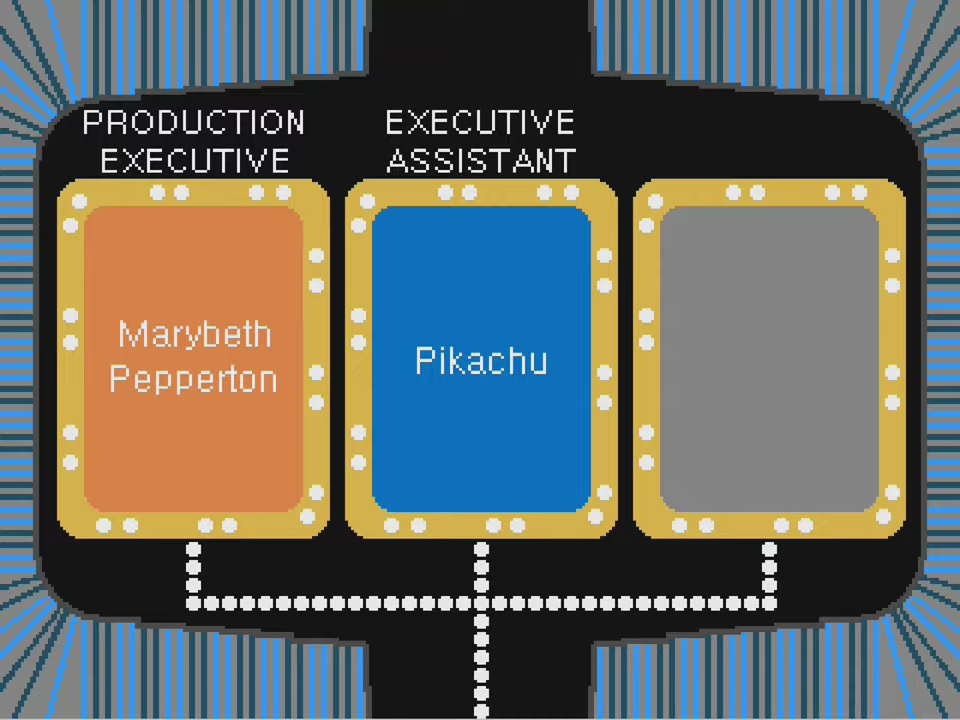 PRODUCTION
EXECUTIVE
EXECUTIVE
ASSISTANT
Marybeth
Pepperton
Pikachu